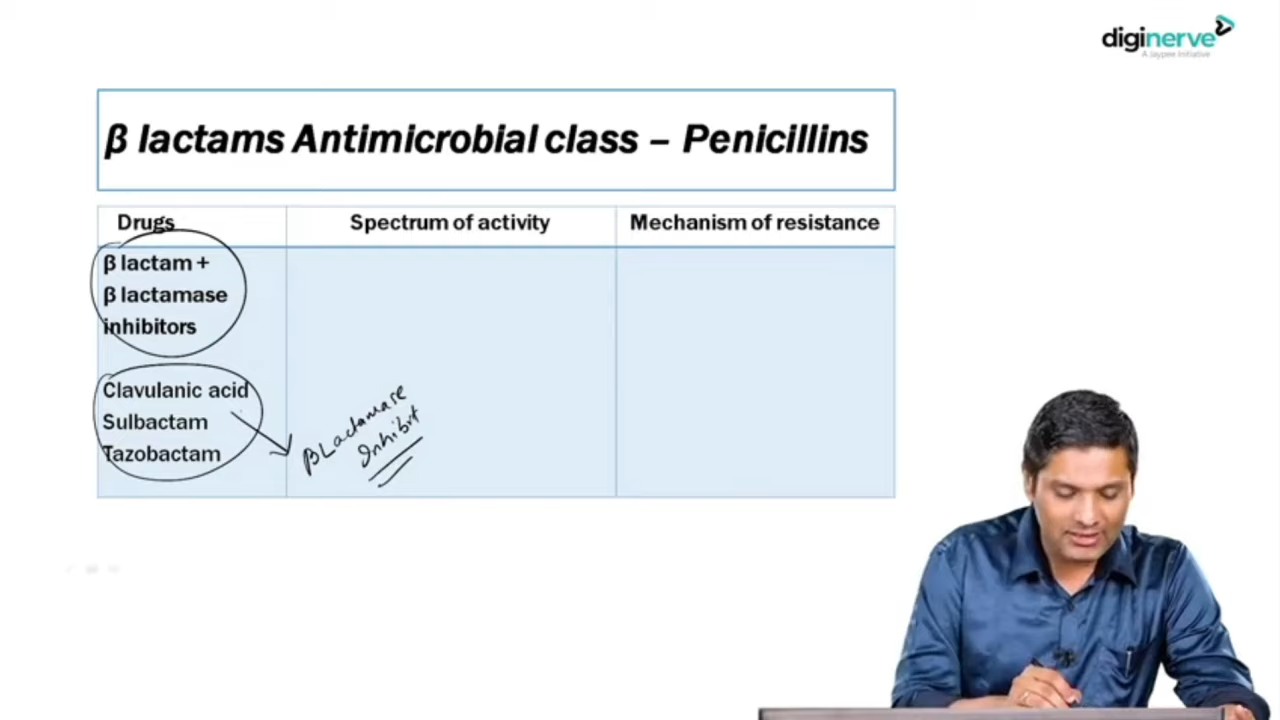 diginerve
A Jaypee Initiative
β lactams Antimicrobial class – Penicillins
Drugs
Spectrum of activity
Mechanism of resistance
β lactam +
β lactamase
inhibitors
Clavulanic acid
Sulbactam
Tazobactam
βLactamase
Inhibit